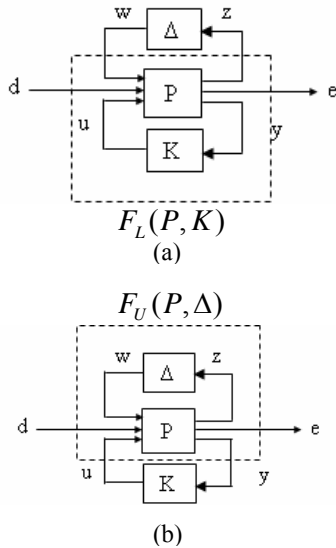 w Δ z
d P e
u K y
F_L(P, K)
(a)
F_U(P, Δ)
w Δ z
d P e
u K y
(b)